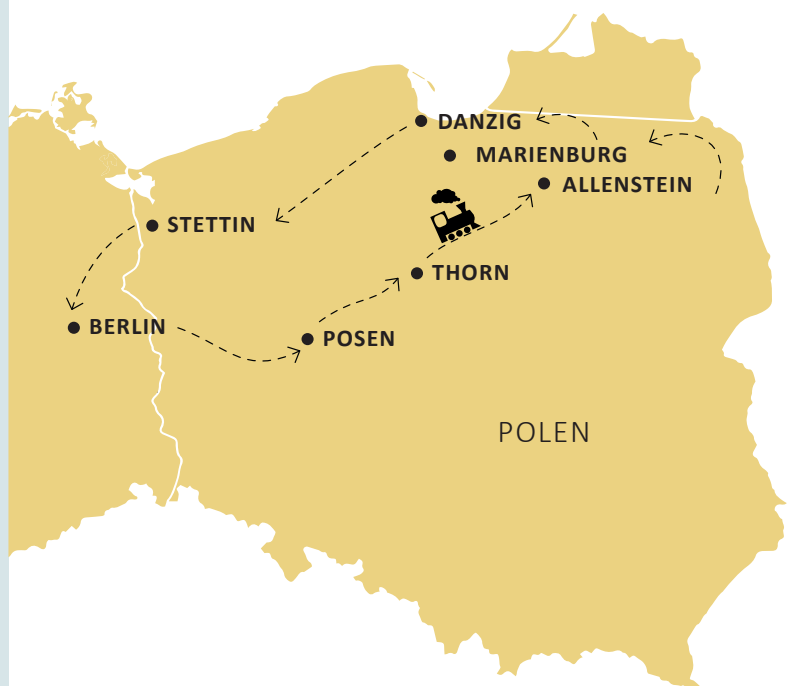 DANZIG
MARIENBURG
ALLENSTEIN
STETTIN
THORN
BERLIN
POSEN
POLEN